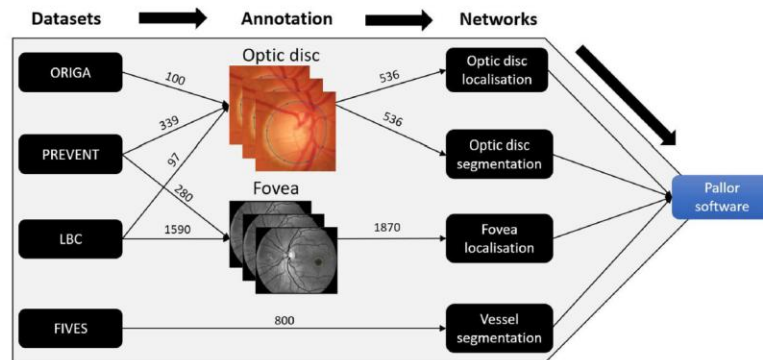 Datasets
Annotation
Networks
Optic disc
ORIGA
100
536
Optic disc
localisation
PREVENT
339
97
280
536
Optic disc
segmentation
Pallor
software
Fovea
LBC
1590
1870
Fovea
localisation
FIVES
800
Vessel
segmentation